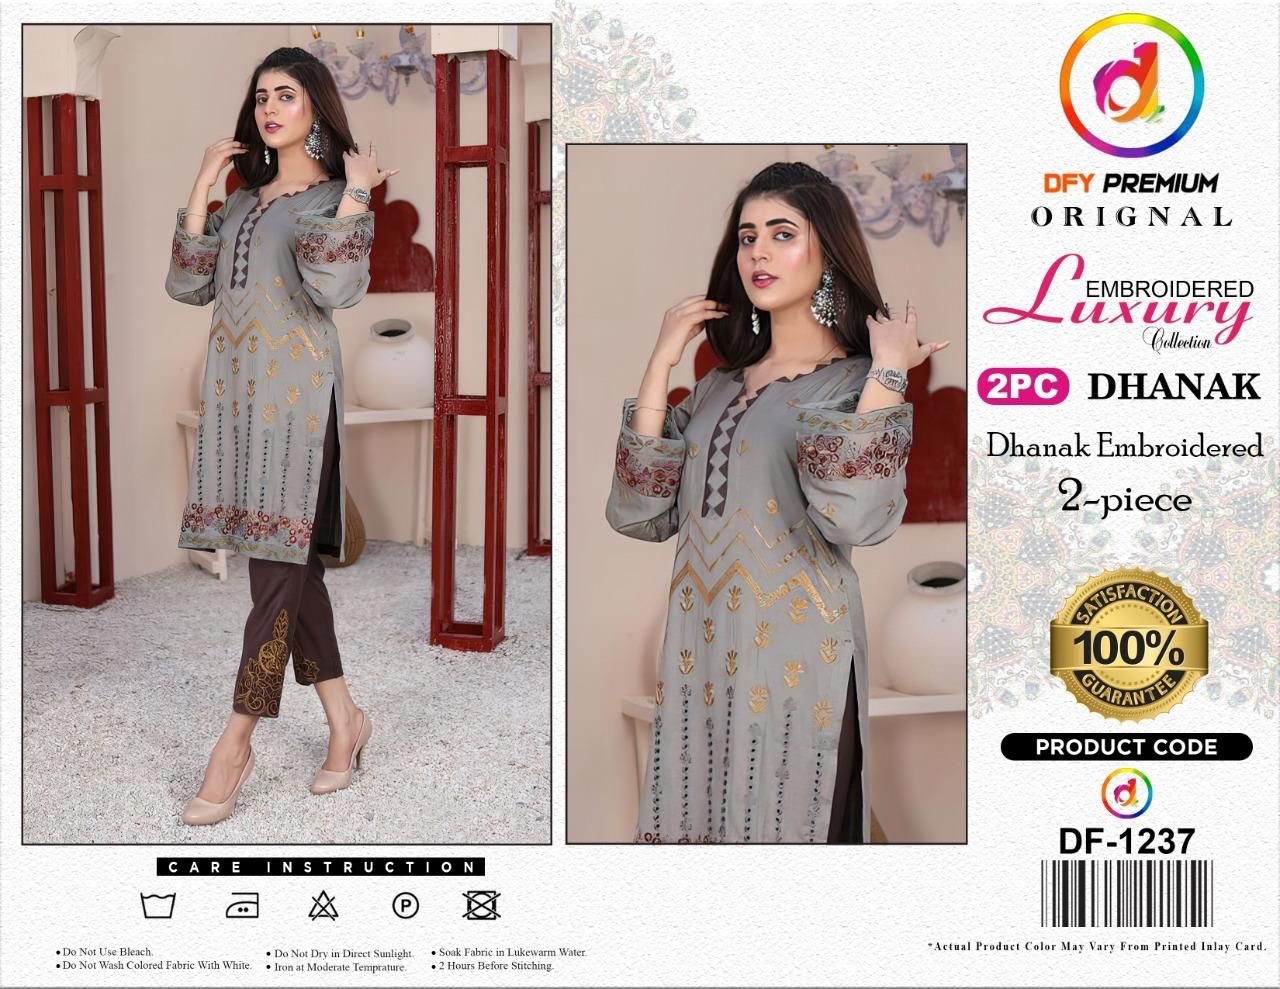 DFY PREMIUM
ORIGNAL
EMBROIDERED
Luxury
Collection
2PC DHANAK
Dhanak Embroidered
2-piece
SATISFACTION
100%
GUARANTEE
PRODUCT CODE
DF-1237
*Actual Product Color May Vary From Printed Inlay Card.
CARE INSTRUCTION
P
• Do Not Use Bleach.
• Do Not Wash Colored Fabric With White.
• Do Not Dry in Direct Sunlight.
• Iron at Moderate Temprature.
• Soak Fabric in Lukewarm Water.
• 2 Hours Before Stitching.